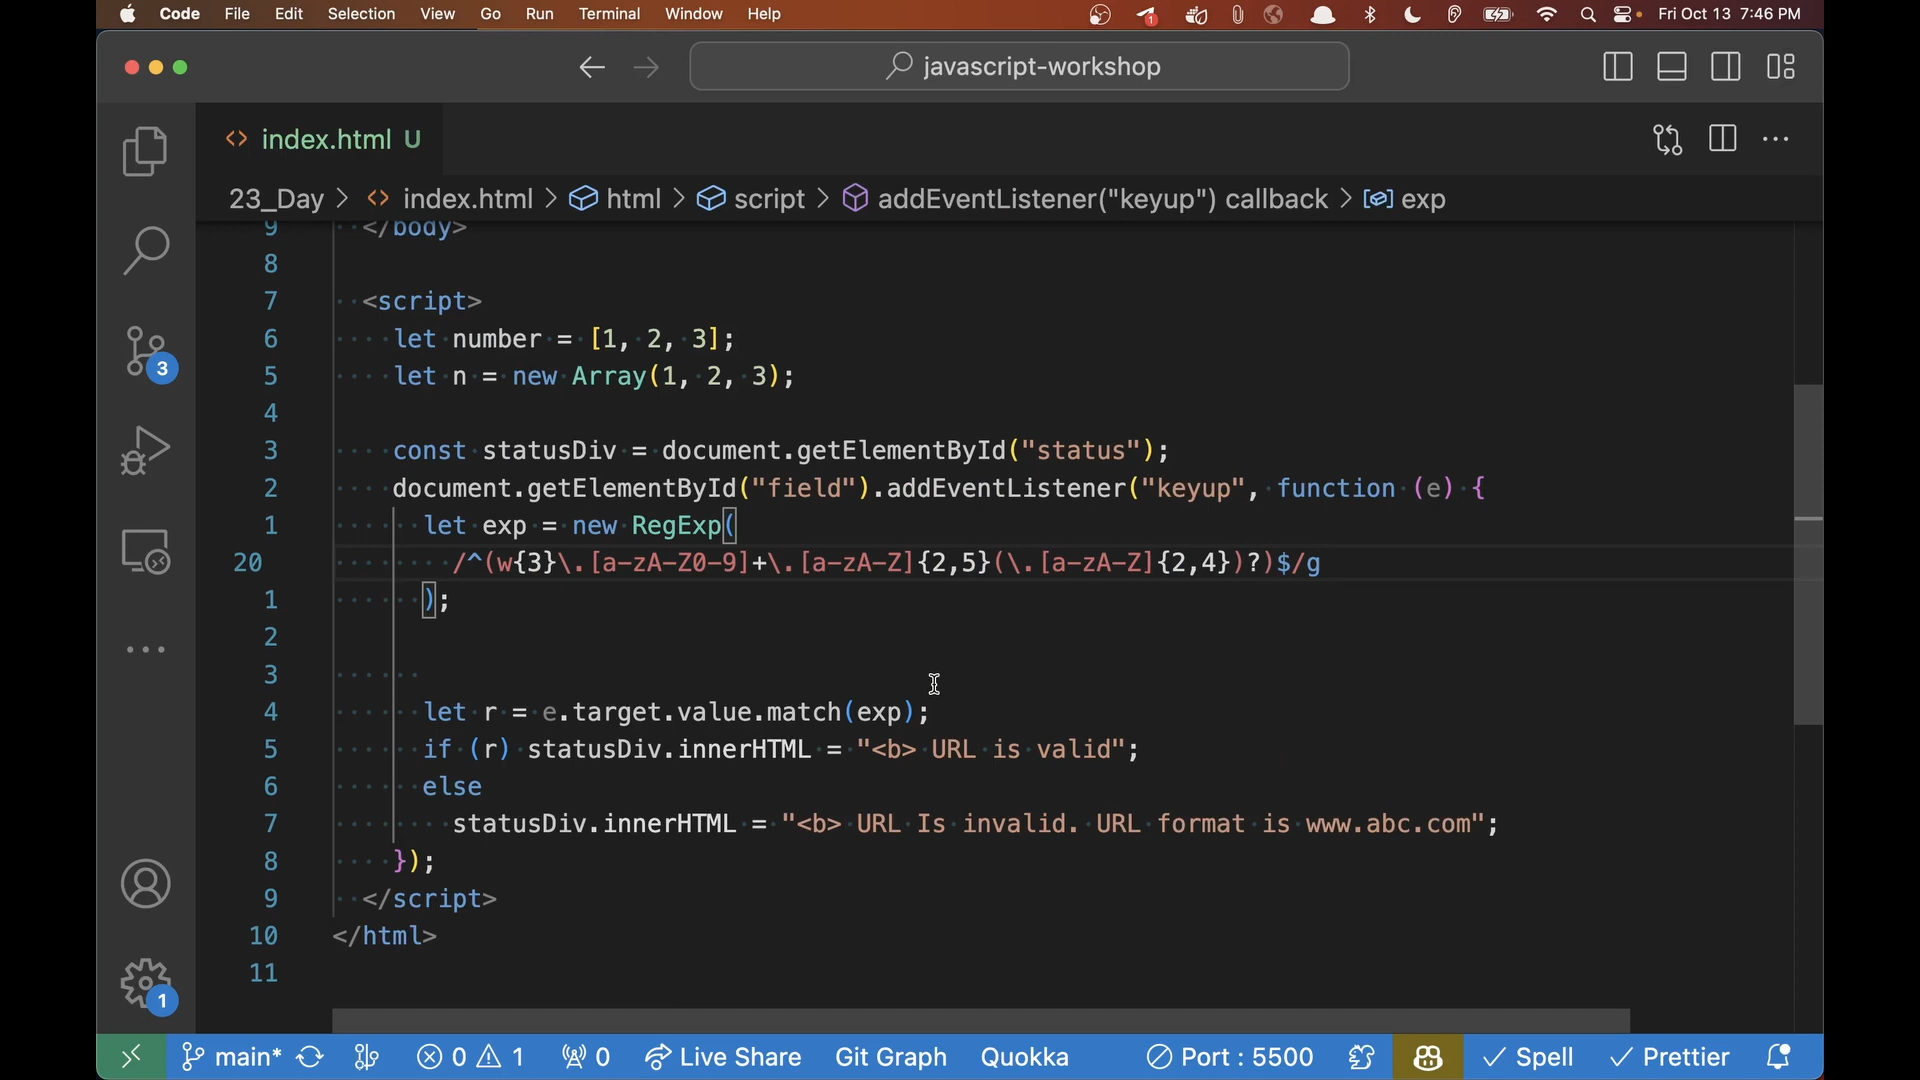 Code File Edit Selection View Go Run Terminal Window Help 1 Fri Oct 13 7:46 PM
javascript-workshop
index.html U
23_Day > index.html > html > script > addEventListener("keyup") callback > exp
9 </body>
8
7 <script>
6 let number = [1, 2, 3];
5 let n = new Array(1, 2, 3);
4
3 const statusDiv = document.getElementById("status");
2 document.getElementById("field").addEventListener("keyup", function (e) {
1 let exp = new RegExp(
20 /^(w{3}\.[a-zA-Z0-9]+\.[a-zA-Z]{2,5}(\.[a-zA-Z]{2,4})?)$/g
1 );
2
3
4 let r = e.target.value.match(exp);
5 if (r) statusDiv.innerHTML = "<b> URL is valid";
6 else
7 statusDiv.innerHTML = "<b> URL Is invalid. URL format is www.abc.com";
8 });
9 </script>
10 </html>
11
3
1
main* 0 1 0 Live Share Git Graph Quokka Port : 5500 Spell Prettier